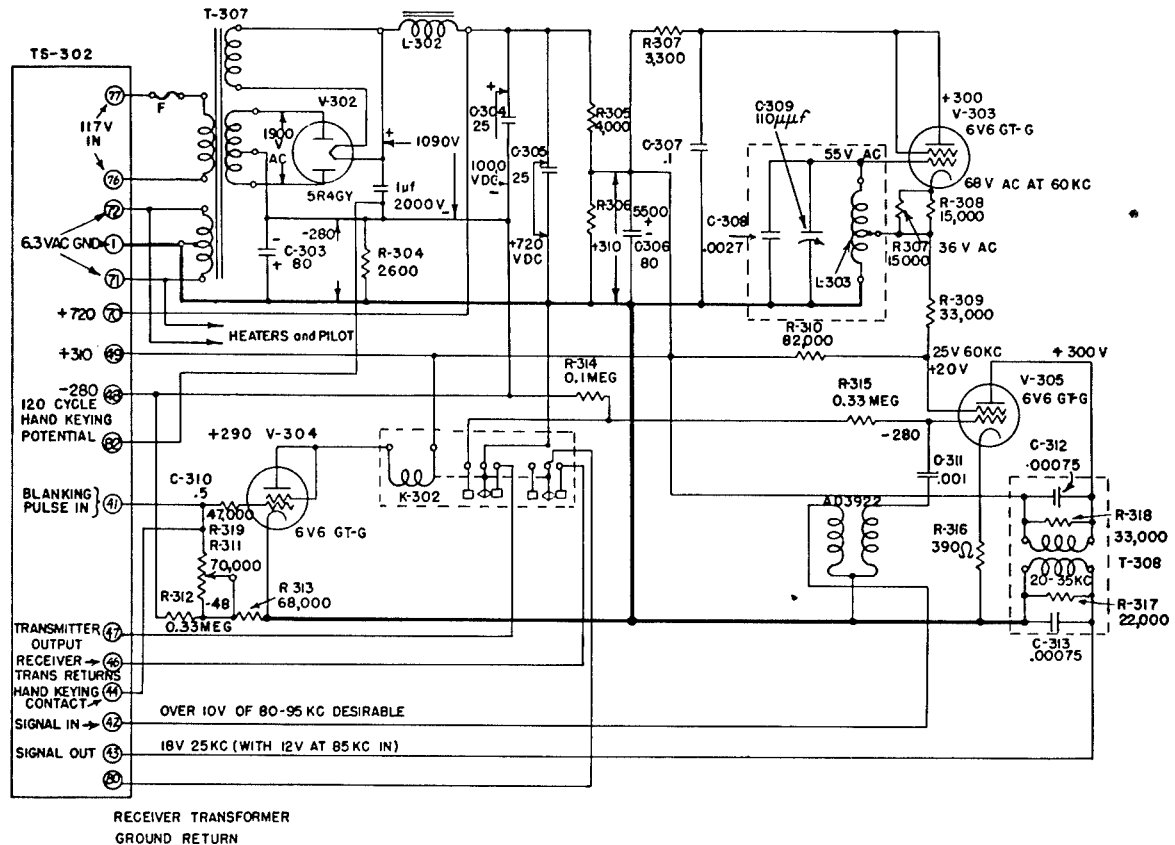 TS-302
T-307
77
F
117V
IN
76
72
6.3VAC GND
1
71
+720
70
+310
49
-280
48
120 CYCLE
HAND KEYING
POTENTIAL
82
BLANKING
PULSE IN
41
TRANSMITTER
OUTPUT
47
RECEIVER
46
TRANS RETURNS
HAND KEYING
CONTACT
44
SIGNAL IN
42
SIGNAL OUT
43
80
RECEIVER TRANSFORMER
GROUND RETURN
1900
V
AC
V-302
5R4GY
+
1090V
1μf
2000V
-
L-302
-
C-303
+
80
-280
R-304
2600
HEATERS and PILOT
+
C-304
25
1000
VDC
-
C-305
25
+720
VDC
R-305
4,000
R-306
5500
+310
+
C-306
80
R-307
3,300
C-307
.1
C-309
110μμf
C-308
.0027
55V AC
L-303
+300
V-303
6V6 GT-G
68V AC AT 60KC
R-308
15,000
R307
15000
36V AC
R-309
33,000
R-310
82,000
25V 60KC
+20V
+300V
V-305
6V6 GT-G
R-314
0.1MEG
R-315
0.33 MEG
-280
C-311
.001
+290 V-304
C-310
.5
47,000
R-319
R-311
70,000
6V6 GT-G
R-312
0.33MEG
-48
R 313
68,000
K-302
AD3922
R-316
390Ω
C-312
.00075
R-318
33,000
T-308
20-35KC
R-317
22,000
C-313
.00075
OVER 10V OF 80-95 KC DESIRABLE
18V 25KC (WITH 12V AT 85KC IN)